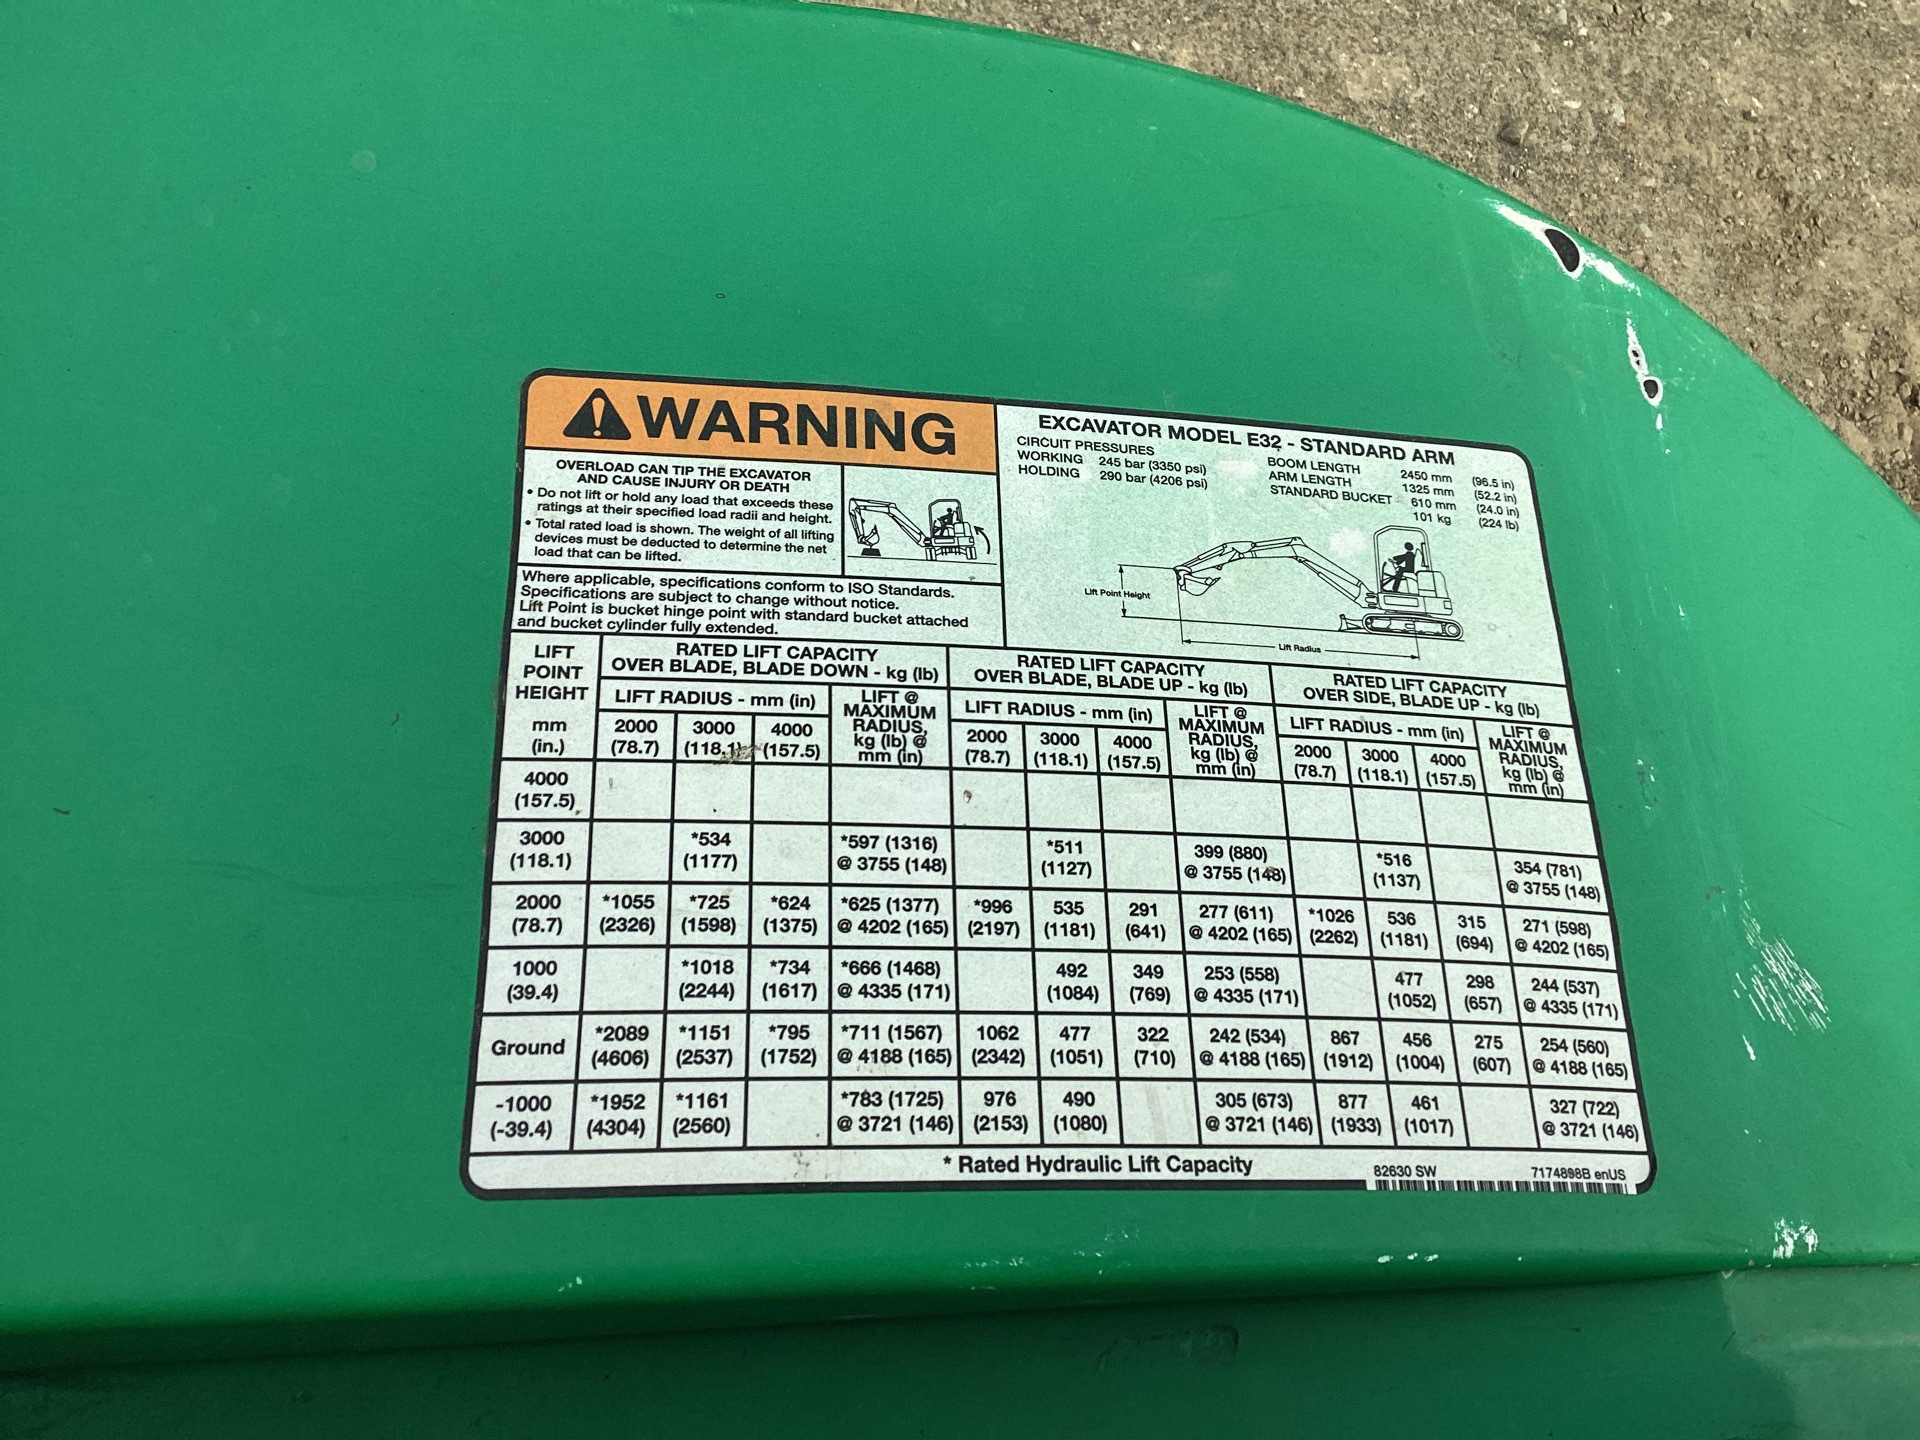 WARNING
OVERLOAD CAN TIP THE EXCAVATOR
AND CAUSE INJURY OR DEATH
• Do not lift or hold any load that exceeds these
ratings at their specified load radii and height.
• Total rated load is shown. The weight of all lifting
devices must be deducted to determine the net
load that can be lifted.
Where applicable, specifications conform to ISO Standards.
Specifications are subject to change without notice.
Lift Point is bucket hinge point with standard bucket attached
and bucket cylinder fully extended.
EXCAVATOR MODEL E32 - STANDARD ARM
CIRCUIT PRESSURES
WORKING 245 bar (3350 psi)
HOLDING 290 bar (4206 psi)
BOOM LENGTH 2450 mm (96.5 in)
ARM LENGTH 1325 mm (52.2 in)
STANDARD BUCKET 610 mm (24.0 in)
101 kg (224 lb)
Lift Point Height
Lift Radius
LIFT
POINT
HEIGHT
mm
(in.)
RATED LIFT CAPACITY
OVER BLADE, BLADE DOWN - kg (lb)
LIFT RADIUS - mm (in)
2000 3000 4000
(78.7) (118.1) (157.5)
LIFT @
MAXIMUM
RADIUS,
kg (lb) @
mm (in)
RATED LIFT CAPACITY
OVER BLADE, BLADE UP - kg (lb)
LIFT RADIUS - mm (in)
2000 3000 4000
(78.7) (118.1) (157.5)
LIFT @
MAXIMUM
RADIUS,
kg (lb) @
mm (in)
RATED LIFT CAPACITY
OVER SIDE, BLADE UP - kg (lb)
LIFT RADIUS - mm (in)
2000 3000 4000
(78.7) (118.1) (157.5)
LIFT @
MAXIMUM
RADIUS,
kg (lb) @
mm (in)
4000
(157.5)
3000 *534 *597 (1316) *511 399 (880) *516 354 (781)
(118.1) (1177) @ 3755 (148) (1127) @ 3755 (148) (1137) @ 3755 (148)
2000 *1055 *725 *624 *625 (1377) *996 535 291 277 (611) *1026 536 315 271 (598)
(78.7) (2326) (1598) (1375) @ 4202 (165) (2197) (1181) (641) @ 4202 (165) (2262) (1181) (694) @ 4202 (165)
1000 *1018 *734 *666 (1468) 492 349 253 (558) 477 298 244 (537)
(39.4) (2244) (1617) @ 4335 (171) (1084) (769) @ 4335 (171) (1052) (657) @ 4335 (171)
Ground *2089 *1151 *795 *711 (1567) 1062 477 322 242 (534) 867 456 275 254 (560)
(4606) (2537) (1752) @ 4188 (165) (2342) (1051) (710) @ 4188 (165) (1912) (1004) (607) @ 4188 (165)
-1000 *1952 *1161 *783 (1725) 976 490 305 (673) 877 461 327 (722)
(-39.4) (4304) (2560) @ 3721 (146) (2153) (1080) @ 3721 (146) (1933) (1017) @ 3721 (146)
* Rated Hydraulic Lift Capacity
82630 SW 7174898B enUS